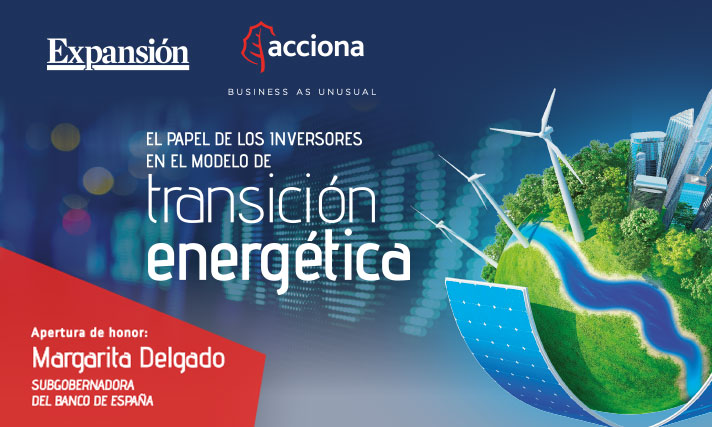 Expansión
acciona
BUSINESS AS UNUSUAL
EL PAPEL DE LOS INVERSORES
EN EL MODELO DE
transición
energética
Apertura de honor:
Margarita Delgado
SUBGOBERNADORA
DEL BANCO DE ESPAÑA